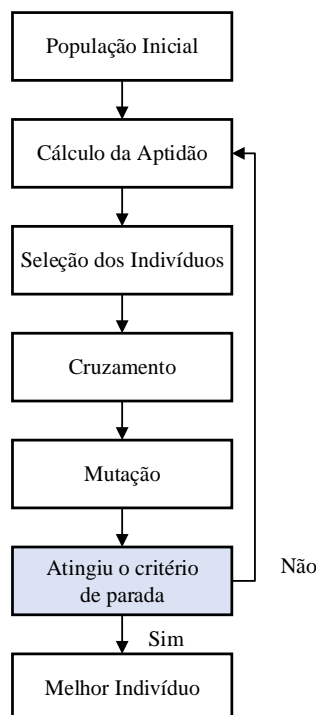 População Inicial
Cálculo da Aptidão
Seleção dos Indivíduos
Cruzamento
Mutação
Atingiu o critério
de parada
Não
Sim
Melhor Indivíduo